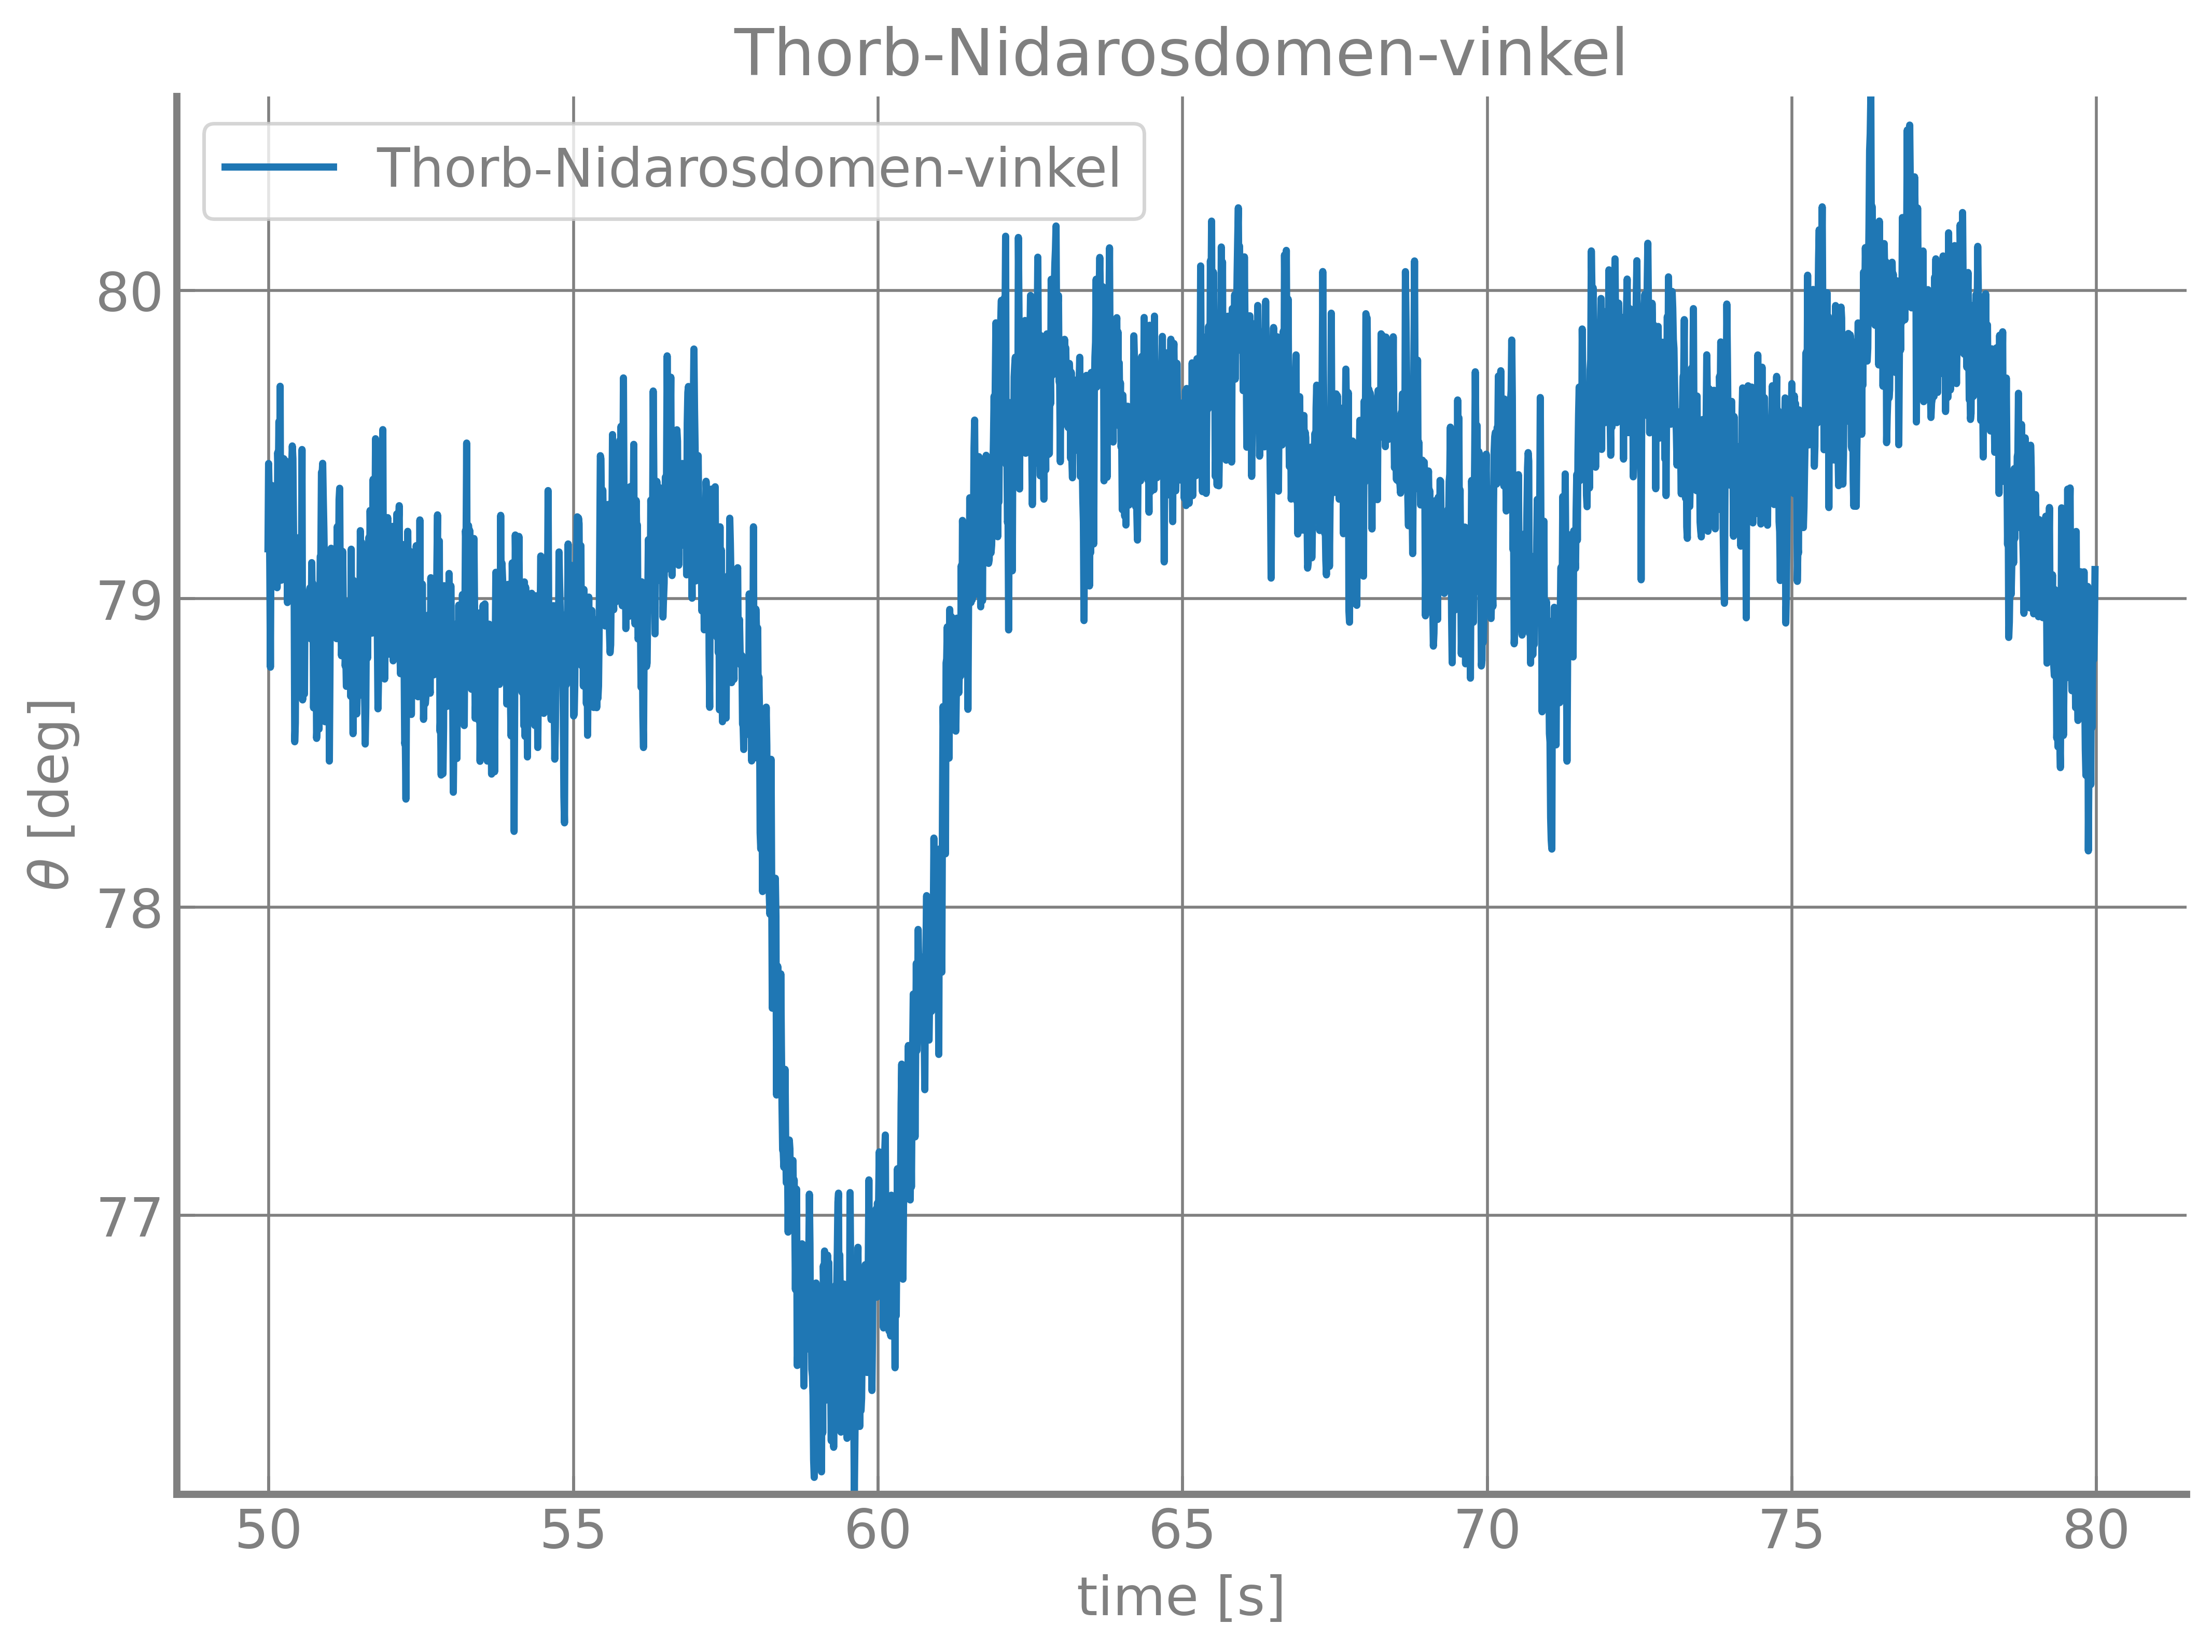 Thorb-Nidarosdomen-vinkel
Thorb-Nidarosdomen-vinkel
80
79
78
77
θ [deg]
50 55 60 65 70 75 80
time [s]